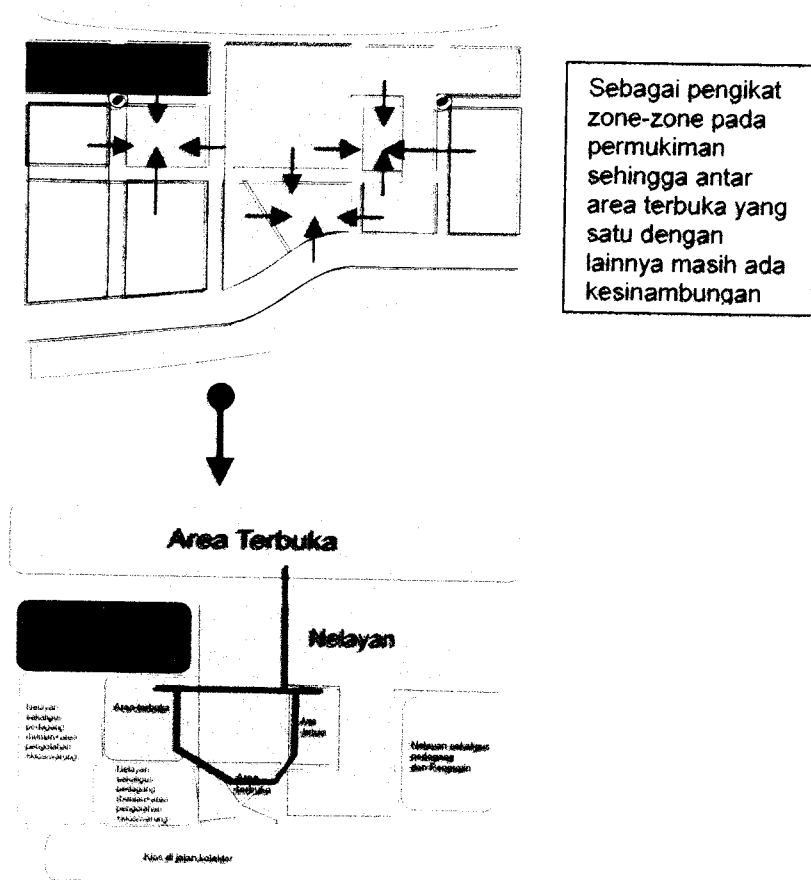 Sebagai pengikat
zone-zone pada
permukiman
sehingga antar
area terbuka yang
satu dengan
lainnya masih ada
kesinambungan
Area Terbuka
Nelayan
Nelayan
sekaligus
pedagang
pengolahan
Area terbuka
Area
Nelayan sekaligus
pedagang
dan Pengrajin
Nelayan
sekaligus
pedagang
pengolahan
Area
terbuka
Kios di jalan kolektor